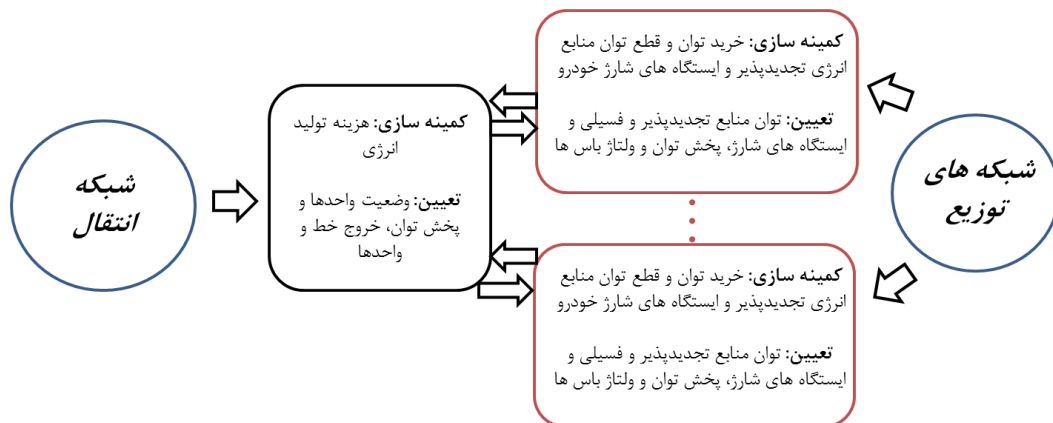 کمینه سازی: خرید توان و قطع توان منابع
انرژی تجدیدپذیر و ایستگاه های شارژ خودرو
تعیین: توان منابع تجدیدپذیر و فسیلی و
ایستگاه های شارژ، پخش توان و ولتاژ باس ها
شبکه های
توزیع
کمینه سازی: هزینه تولید
انرژی
تعیین: وضعیت واحدها و
پخش توان، خروج خط و
واحدها
شبکه
انتقال
کمینه سازی: خرید توان و قطع توان منابع
انرژی تجدیدپذیر و ایستگاه های شارژ خودرو
تعیین: توان منابع تجدیدپذیر و فسیلی و
ایستگاه های شارژ، پخش توان و ولتاژ باس ها